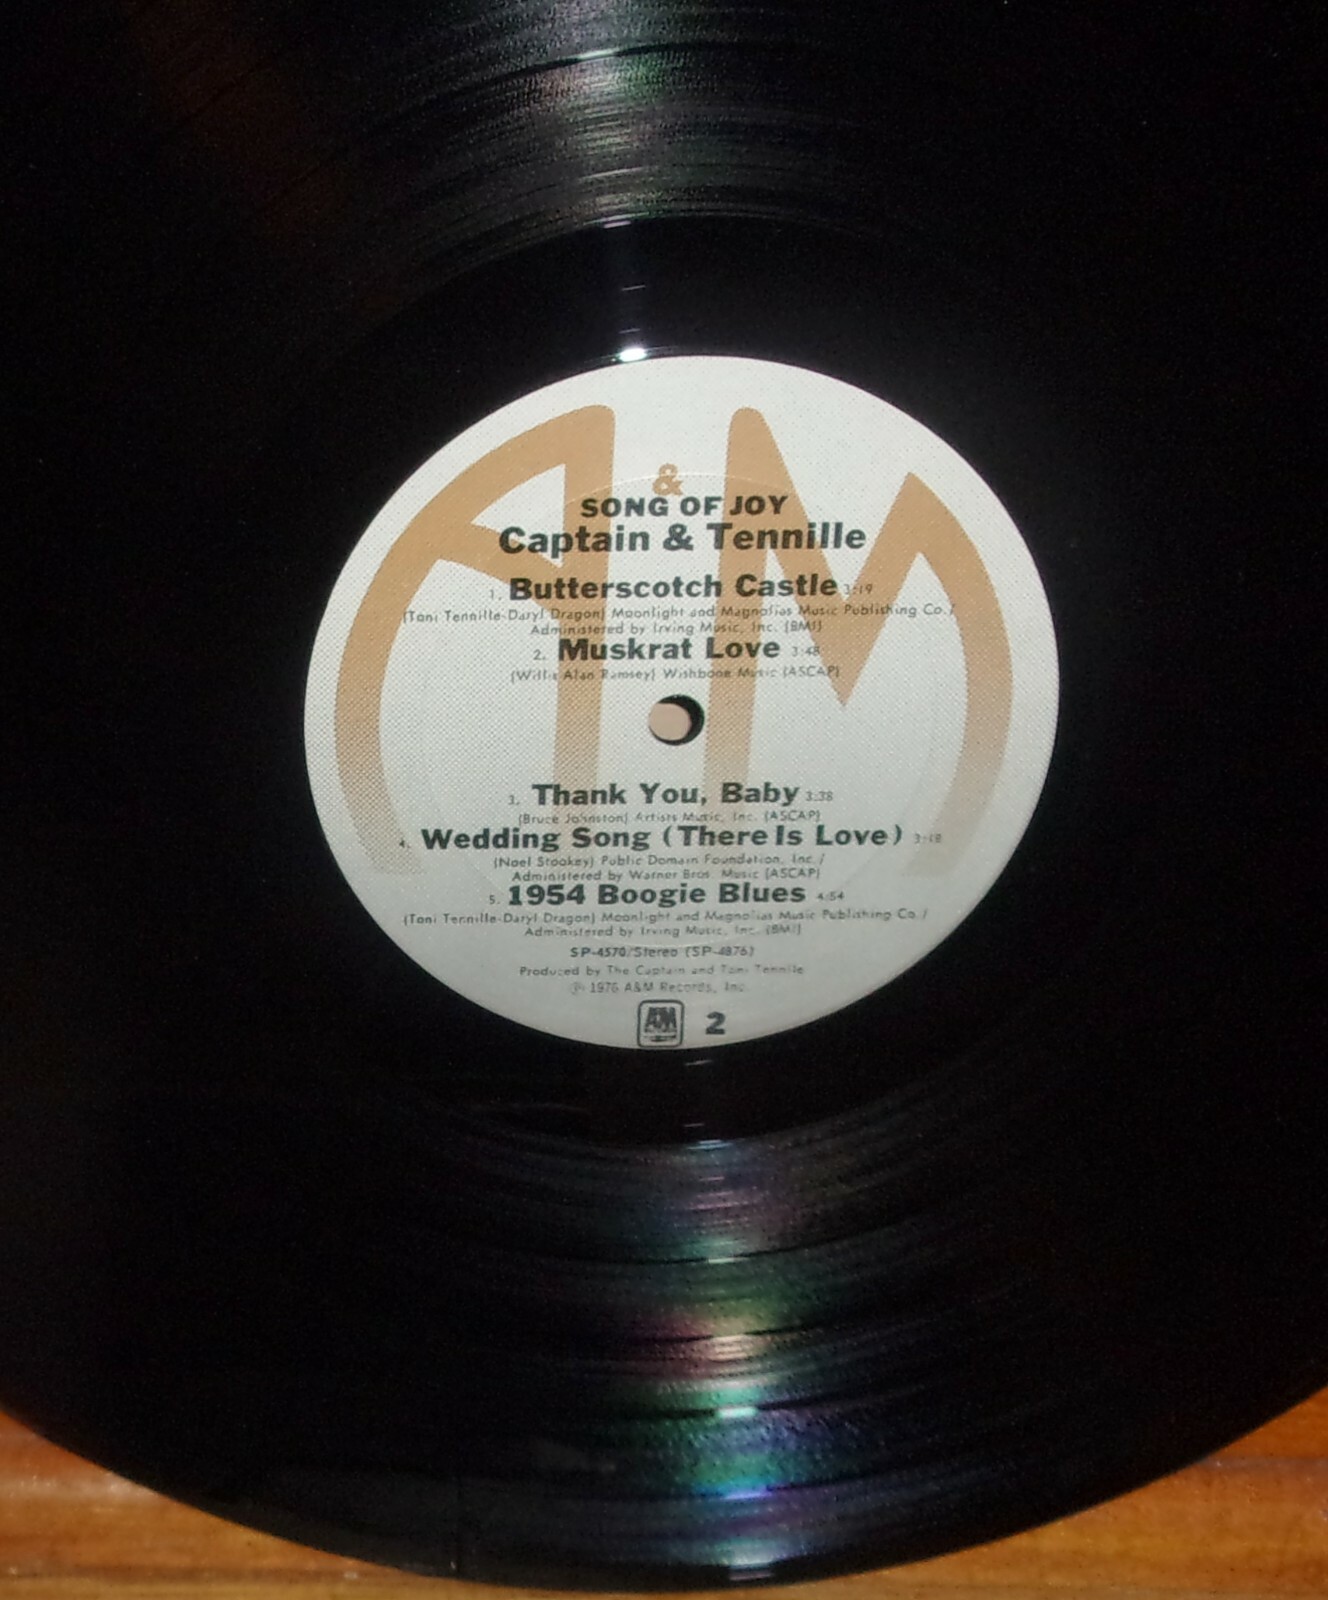 A & M
SONG OF JOY
Captain & Tennille
1. Butterscotch Castle 3:19
(Toni Tennille-Daryl Dragon) Moonlight and Magnolias Music Publishing Co./
Administered by Irving Music, Inc. (BMI)
2. Muskrat Love 3:48
(Willis Alan Ramsey) Wishbone Music (ASCAP)
3. Thank You, Baby 3:38
(Bruce Johnston) Artists Music, Inc. (ASCAP)
4. Wedding Song (There Is Love)
(Noel Stookey) Public Domain Foundation, Inc./
Administered by Warner Bros. Music (ASCAP)
5. 1954 Boogie Blues 4:54
(Toni Tennille-Daryl Dragon) Moonlight and Magnolias Music Publishing Co./
Administered by Irving Music, Inc. (BMI)
SP-4570/Stereo (SP-4876)
Produced by The Captain and Toni Tennille
℗ 1976 A&M Records, Inc.
AM 2